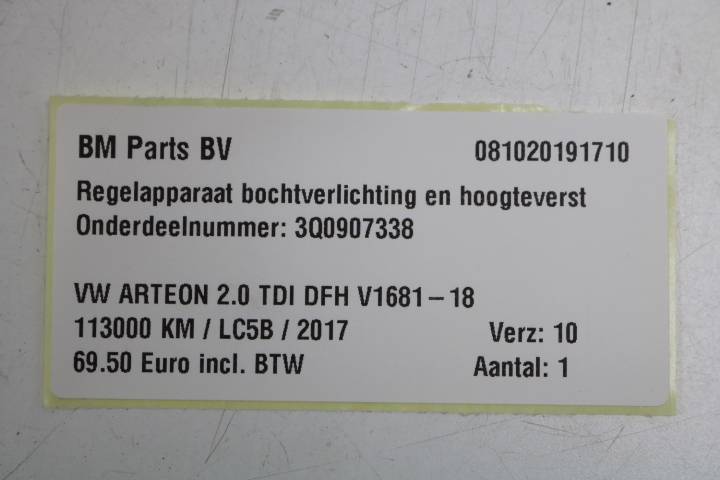 BM Parts BV 081020191710
Regelapparaat bochtverlichting en hoogteverst
Onderdeelnummer: 3Q0907338
VW ARTEON 2.0 TDI DFH V1681-18
113000 KM / LC5B / 2017 Verz: 10
69.50 Euro incl. BTW Aantal: 1